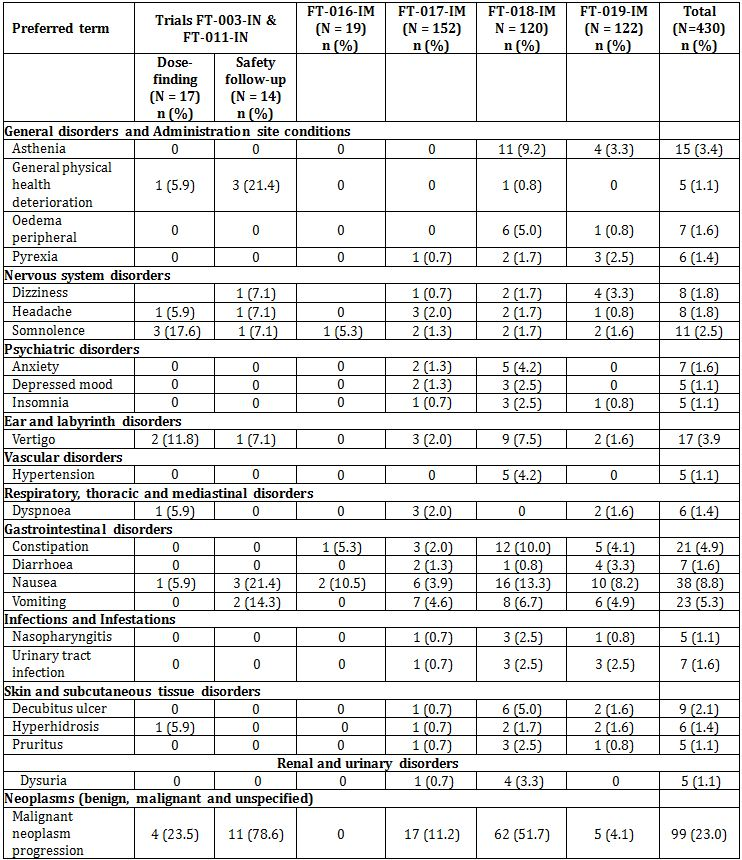 Preferred term | Trials FT-003-IN & FT-011-IN | FT-016-IM (N = 19) n (%) | FT-017-IM (N = 152) n (%) | FT-018-IM N = 120) n (%) | FT-019-IM (N = 122) n (%) | Total (N=430) n (%)
Dose-finding (N = 17) n (%) | Safety follow-up (N = 14) n (%)
General disorders and Administration site conditions
Asthenia | 0 | 0 | 0 | 0 | 11 (9.2) | 4 (3.3) | 15 (3.4)
General physical health deterioration | 1 (5.9) | 3 (21.4) | 0 | 0 | 1 (0.8) | 0 | 5 (1.1)
Oedema peripheral | 0 | 0 | 0 | 0 | 6 (5.0) | 1 (0.8) | 7 (1.6)
Pyrexia | 0 | 0 | 0 | 1 (0.7) | 2 (1.7) | 3 (2.5) | 6 (1.4)
Nervous system disorders
Dizziness | | 1 (7.1) | | 1 (0.7) | 2 (1.7) | 4 (3.3) | 8 (1.8)
Headache | 1 (5.9) | 1 (7.1) | 0 | 3 (2.0) | 2 (1.7) | 1 (0.8) | 8 (1.8)
Somnolence | 3 (17.6) | 1 (7.1) | 1 (5.3) | 2 (1.3) | 2 (1.7) | 2 (1.6) | 11 (2.5)
Psychiatric disorders
Anxiety | 0 | 0 | 0 | 2 (1.3) | 5 (4.2) | 0 | 7 (1.6)
Depressed mood | 0 | 0 | 0 | 2 (1.3) | 3 (2.5) | 0 | 5 (1.1)
Insomnia | 0 | 0 | 0 | 1 (0.7) | 3 (2.5) | 1 (0.8) | 5 (1.1)
Ear and labyrinth disorders
Vertigo | 2 (11.8) | 1 (7.1) | 0 | 3 (2.0) | 9 (7.5) | 2 (1.6) | 17 (3.9
Vascular disorders
Hypertension | 0 | 0 | 0 | 0 | 5 (4.2) | 0 | 5 (1.1)
Respiratory, thoracic and mediastinal disorders
Dyspnoea | 1 (5.9) | 0 | 0 | 3 (2.0) | 0 | 2 (1.6) | 6 (1.4)
Gastrointestinal disorders
Constipation | 0 | 0 | 1 (5.3) | 3 (2.0) | 12 (10.0) | 5 (4.1) | 21 (4.9)
Diarrhoea | 0 | 0 | 0 | 2 (1.3) | 1 (0.8) | 4 (3.3) | 7 (1.6)
Nausea | 1 (5.9) | 3 (21.4) | 2 (10.5) | 6 (3.9) | 16 (13.3) | 10 (8.2) | 38 (8.8)
Vomiting | 0 | 2 (14.3) | 0 | 7 (4.6) | 8 (6.7) | 6 (4.9) | 23 (5.3)
Infections and Infestations
Nasopharyngitis | 0 | 0 | 0 | 1 (0.7) | 3 (2.5) | 1 (0.8) | 5 (1.1)
Urinary tract infection | 0 | 0 | 0 | 1 (0.7) | 3 (2.5) | 3 (2.5) | 7 (1.6)
Skin and subcutaneous tissue disorders
Decubitus ulcer | 0 | 0 | 0 | 1 (0.7) | 6 (5.0) | 2 (1.6) | 9 (2.1)
Hyperhidrosis | 1 (5.9) | 0 | 0 | 1 (0.7) | 2 (1.7) | 2 (1.6) | 6 (1.4)
Pruritus | 0 | 0 | 0 | 1 (0.7) | 3 (2.5) | 1 (0.8) | 5 (1.1)
Renal and urinary disorders
Dysuria | 0 | 0 | 0 | 1 (0.7) | 4 (3.3) | 0 | 5 (1.1)
Neoplasms (benign, malignant and unspecified)
Malignant neoplasm progression | 4 (23.5) | 11 (78.6) | 0 | 17 (11.2) | 62 (51.7) | 5 (4.1) | 99 (23.0)